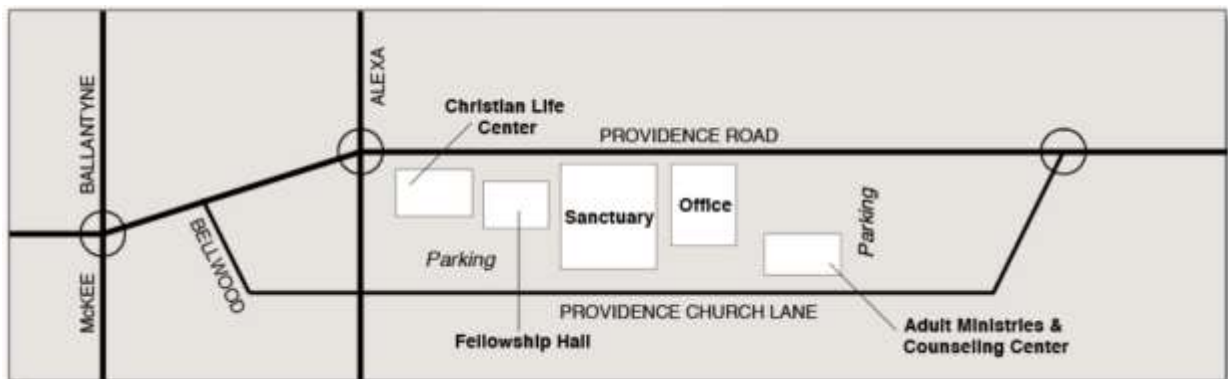 BALLANTYNE
ALEXA
Christian Life
Center
PROVIDENCE ROAD
Sanctuary
Office
Parking
BELLWOOD
Parking
McKEE
PROVIDENCE CHURCH LANE
Fellowship Hall
Adult Ministries &
Counseling Center